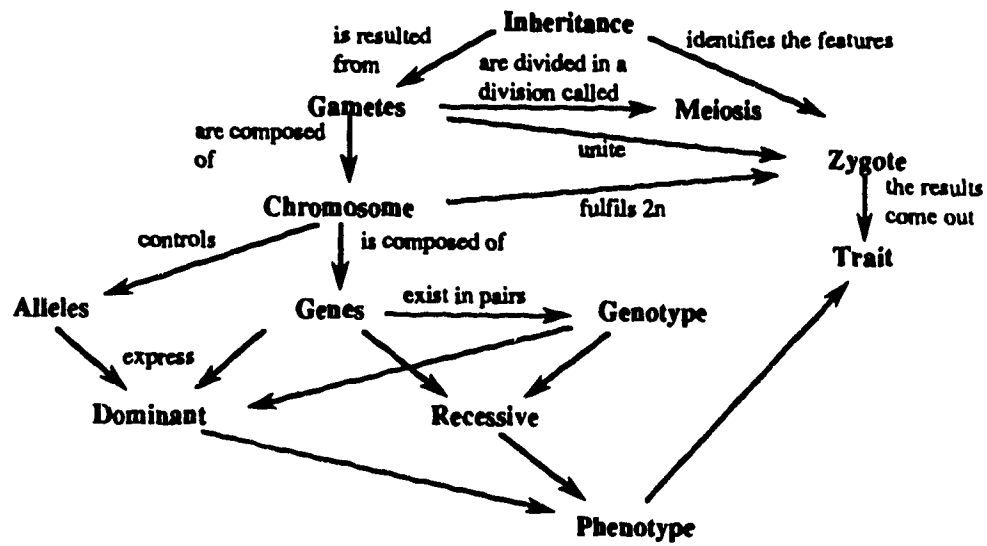 Inheritance
is resulted
from
identifies the features
are divided in a
division called
Gametes
Meiosis
are composed
of
unite
Zygote
the results
come out
Chromosome
fulfils 2n
controls
is composed of
Trait
Alleles
Genes
exist in pairs
Genotype
express
Dominant
Recessive
Phenotype